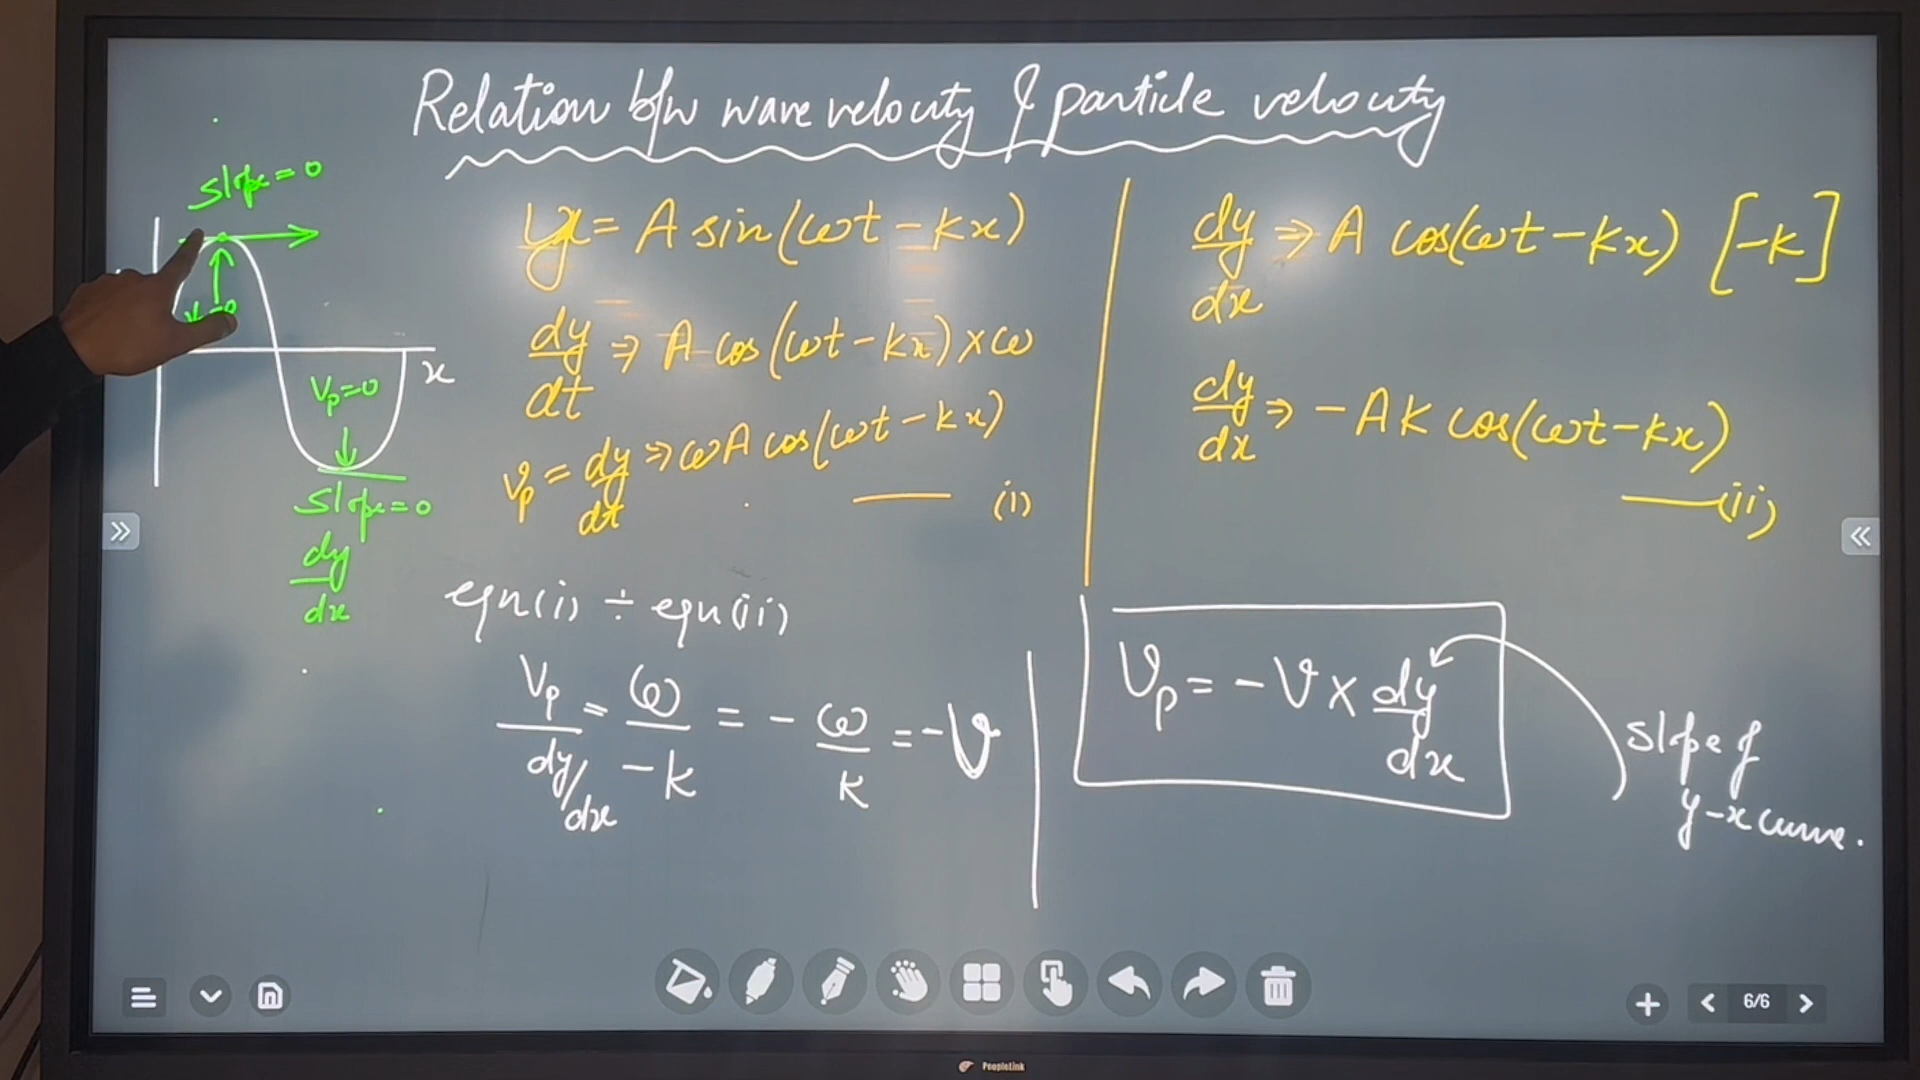 Relation b/w wave velocity & particle velocity
slope=0
v=0
x
Vp=0
slope=0
dy
dx
y = A sin(ωt - kx)
dy/dt ⇒ A cos(ωt - kx) × ω
vp = dy/dt ⇒ ωA cos(ωt - kx)
(i)
dy/dx ⇒ A cos(ωt - kx) [-k]
dy/dx ⇒ - AK cos(ωt - kx)
(ii)
eqn(i) ÷ eqn(ii)
Vp/dy/dx = ω/-k = - ω/k = -v
Vp = - v × dy/dx
slope of
y-x curve.
6/6
PeopleLink